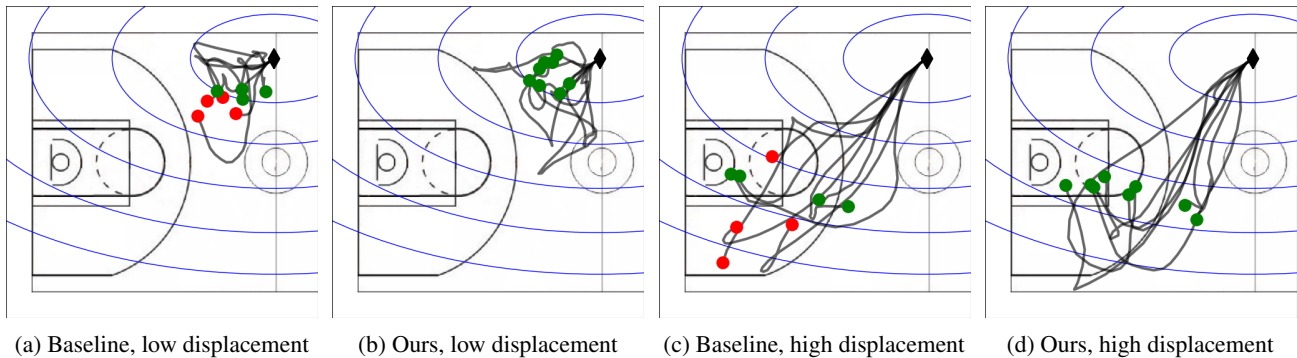 (a) Baseline, low displacement
(b) Ours, low displacement
(c) Baseline, high displacement
(d) Ours, high displacement